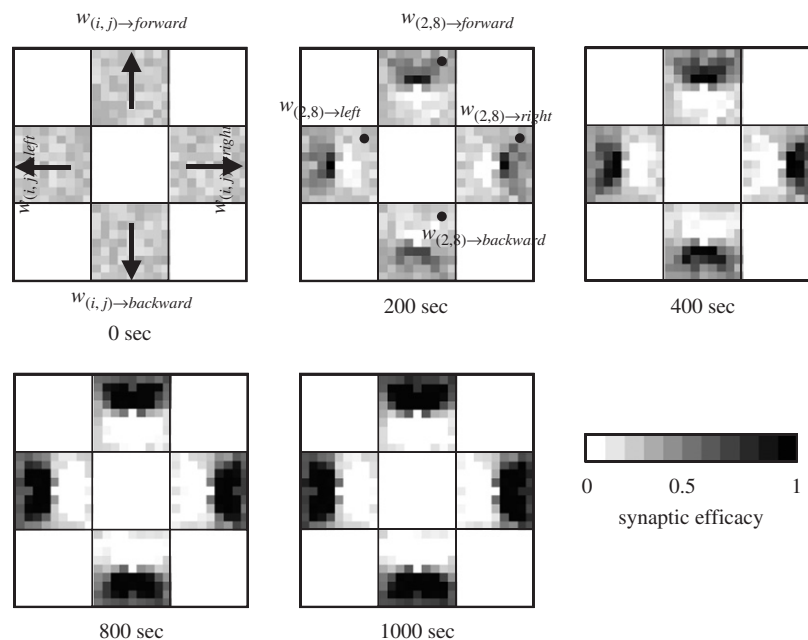 w(i, j)→forward
w(i, j)→left
w(i, j)→right
w(i, j)→backward
0 sec
w(2,8)→forward
w(2,8)→left
w(2,8)→right
w(2,8)→backward
200 sec
400 sec
800 sec
1000 sec
0
0.5
1
synaptic efficacy